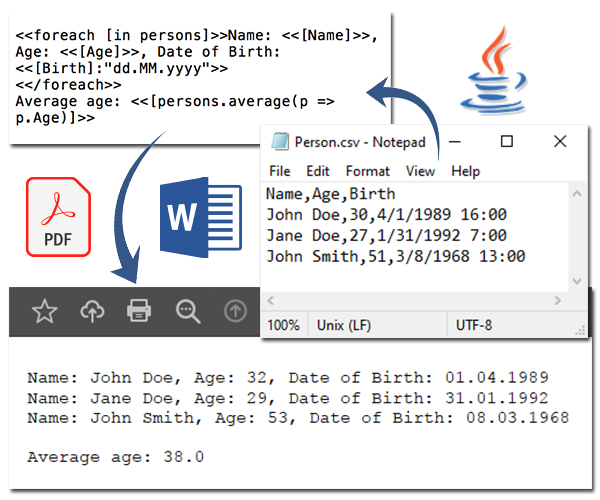 <<foreach [in persons]>>Name: <<[Name]>>,
Age: <<[Age]>>, Date of Birth:
<<[Birth]:"dd.MM.yyyy">>
<</foreach>>
Average age: <<[persons.average(p =>
p.Age)]>>
Person.csv - Notepad
File Edit Format View Help
Name,Age,Birth
John Doe,30,4/1/1989 16:00
Jane Doe,27,1/31/1992 7:00
John Smith,51,3/8/1968 13:00
100% Unix (LF) UTF-8
PDF
W
Name: John Doe, Age: 32, Date of Birth: 01.04.1989
Name: Jane Doe, Age: 29, Date of Birth: 31.01.1992
Name: John Smith, Age: 53, Date of Birth: 08.03.1968
Average age: 38.0